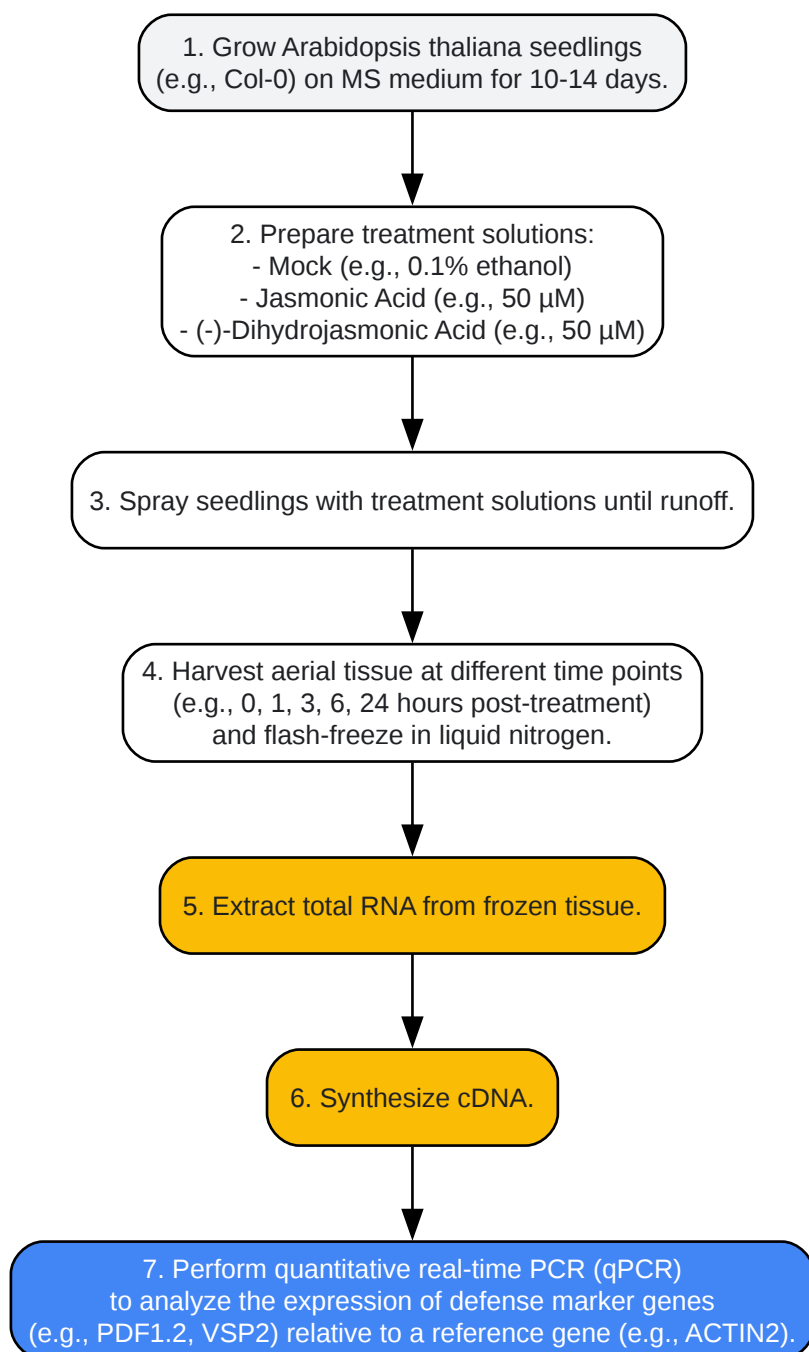 1. Grow Arabidopsis thaliana seedlings
(e.g., Col-0) on MS medium for 10-14 days.
2. Prepare treatment solutions:
- Mock (e.g., 0.1% ethanol)
- Jasmonic Acid (e.g., 50 µM)
- (-)-Dihydrojasmonic Acid (e.g., 50 µM)
3. Spray seedlings with treatment solutions until runoff.
4. Harvest aerial tissue at different time points
(e.g., 0, 1, 3, 6, 24 hours post-treatment)
and flash-freeze in liquid nitrogen.
5. Extract total RNA from frozen tissue.
6. Synthesize cDNA.
7. Perform quantitative real-time PCR (qPCR)
to analyze the expression of defense marker genes
(e.g., PDF1.2, VSP2) relative to a reference gene (e.g., ACTIN2).